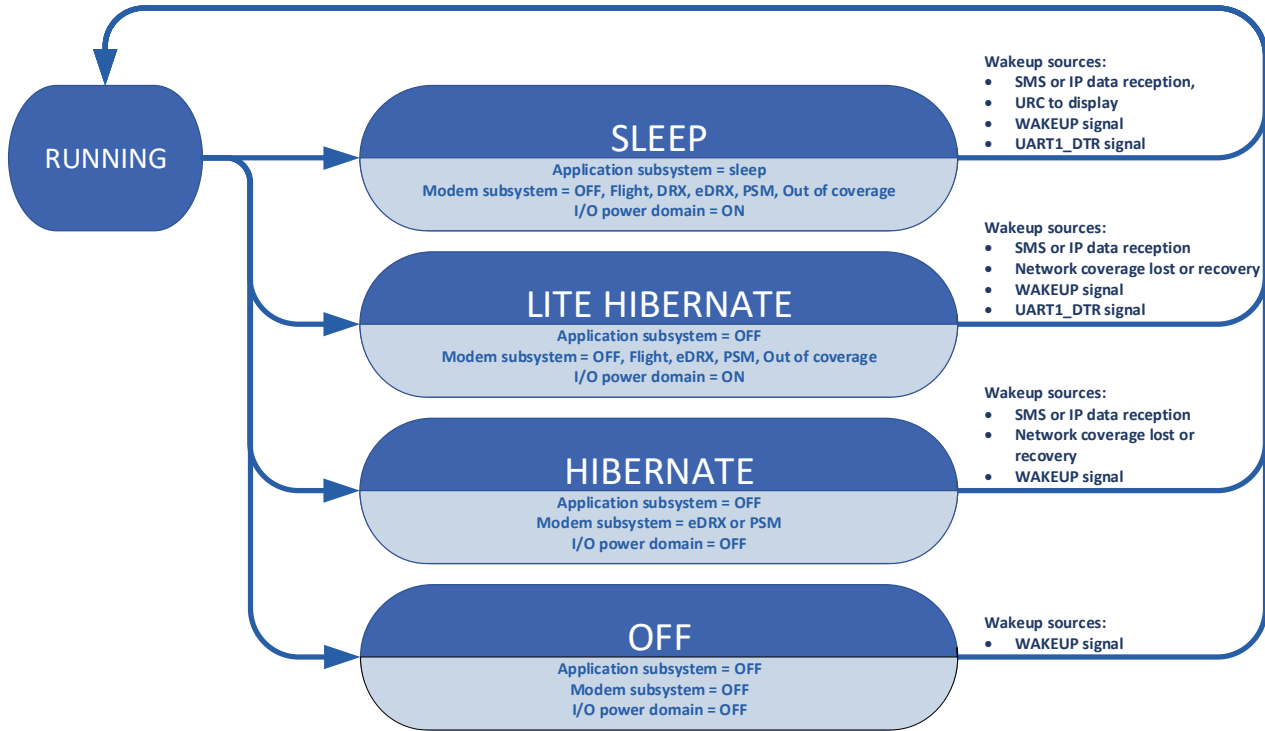 RUNNING
SLEEP
Application subsystem = sleep
Modem subsystem = OFF, Flight, DRX, eDRX, PSM, Out of coverage
I/O power domain = ON
Wakeup sources:
• SMS or IP data reception,
• URC to display
• WAKEUP signal
• UART1_DTR signal
LITE HIBERNATE
Application subsystem = OFF
Modem subsystem = OFF, Flight, eDRX, PSM, Out of coverage
I/O power domain = ON
Wakeup sources:
• SMS or IP data reception
• Network coverage lost or recovery
• WAKEUP signal
• UART1_DTR signal
HIBERNATE
Application subsystem = OFF
Modem subsystem = eDRX or PSM
I/O power domain = OFF
Wakeup sources:
• SMS or IP data reception
• Network coverage lost or
recovery
• WAKEUP signal
OFF
Application subsystem = OFF
Modem subsystem = OFF
I/O power domain = OFF
Wakeup sources:
• WAKEUP signal